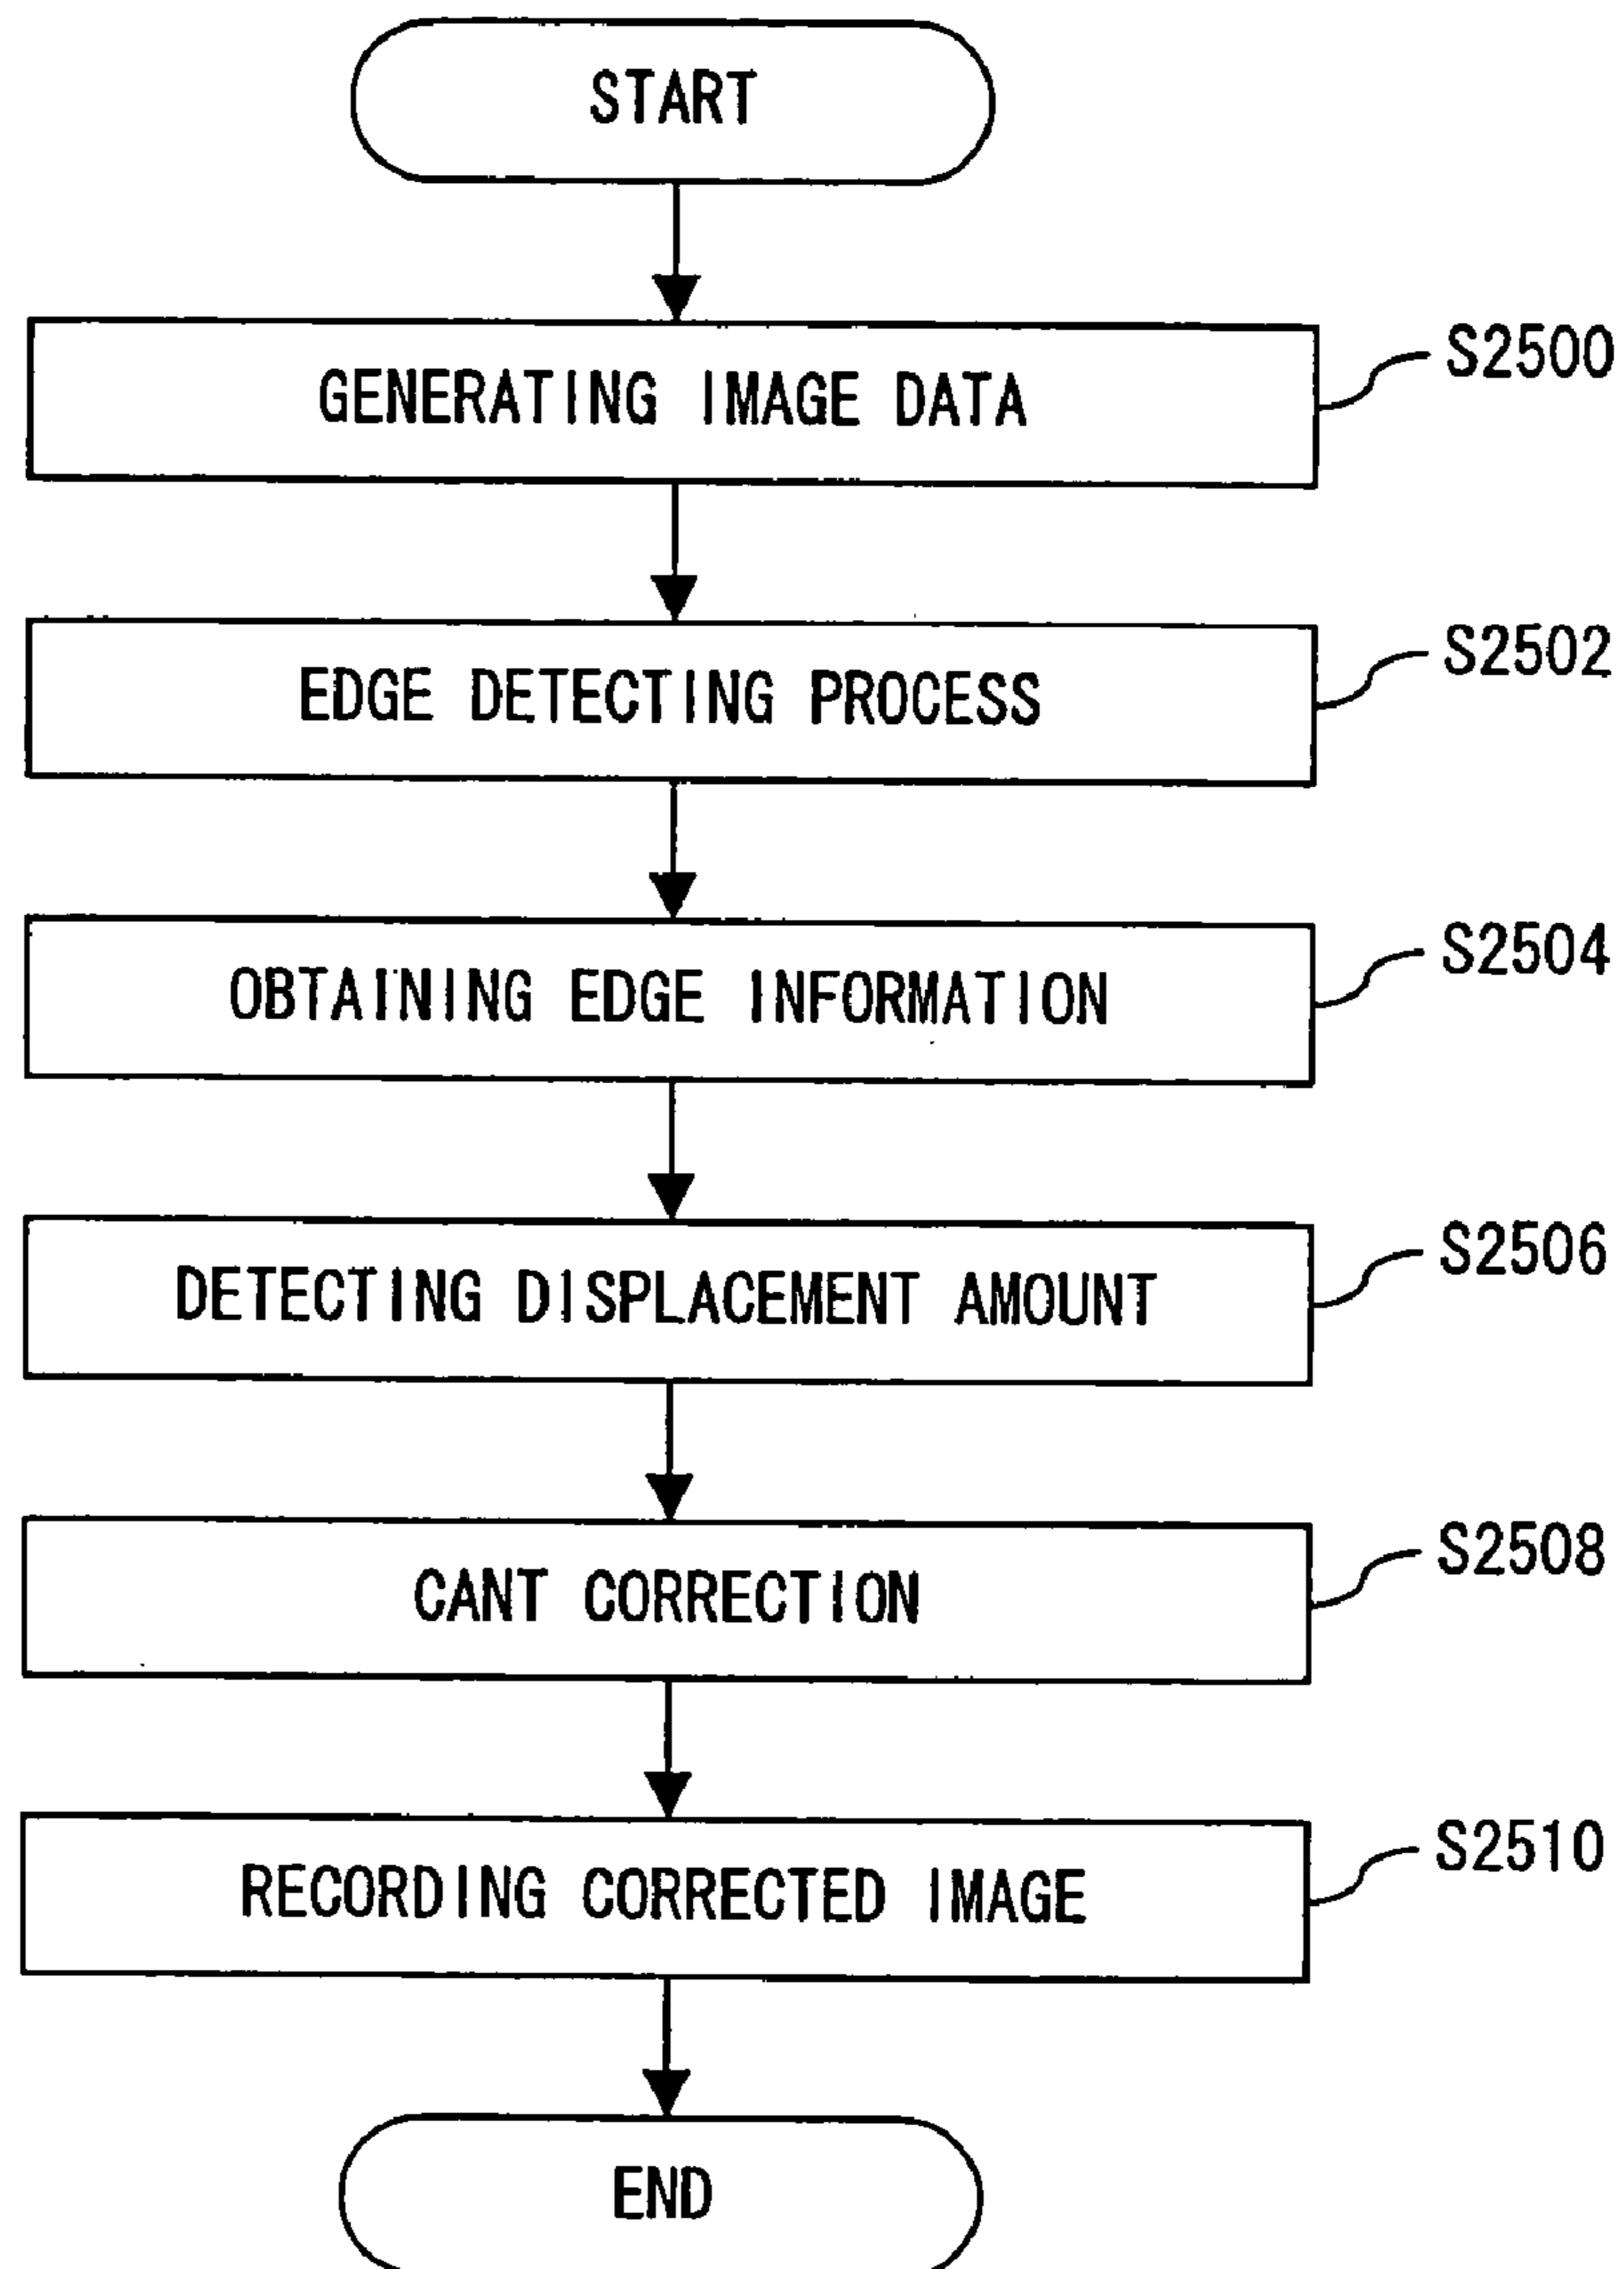 START
GENERATING IMAGE DATA
S2500
EDGE DETECTING PROCESS
S2502
OBTAINING EDGE INFORMATION
S2504
DETECTING DISPLACEMENT AMOUNT
S2506
CANT CORRECTION
S2508
RECORDING CORRECTED IMAGE
S2510
END